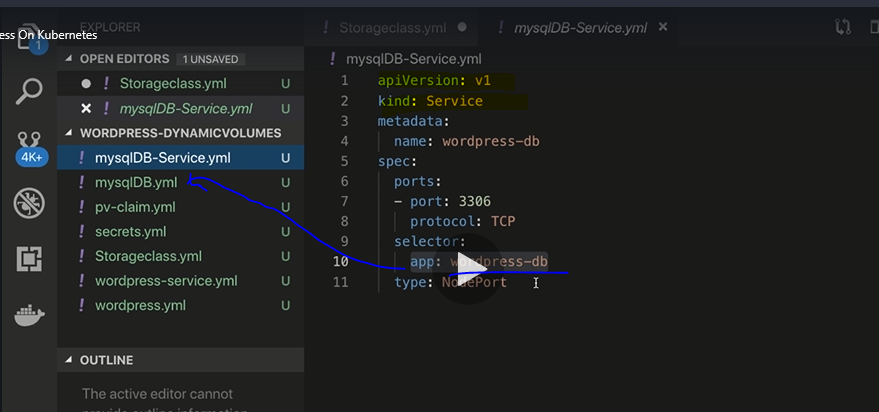 ess On Kubernetes
EXPLORER
1
OPEN EDITORS 1 UNSAVED
! Storageclass.yml U
! mysqlDB-Service.yml U
WORDPRESS-DYNAMICVOLUMES
! mysqlDB-Service.yml U
! mysqlDB.yml U
! pv-claim.yml U
! secrets.yml U
! Storageclass.yml U
! wordpress-service.yml U
! wordpress.yml U
4K+
OUTLINE
The active editor cannot
provide outline information
! Storageclass.yml
! mysqlDB-Service.yml
! mysqlDB-Service.yml
1 apiVersion: v1
2 kind: Service
3 metadata:
4 name: wordpress-db
5 spec:
6 ports:
7 - port: 3306
8 protocol: TCP
9 selector:
10 app: wordpress-db
11 type: NodePort